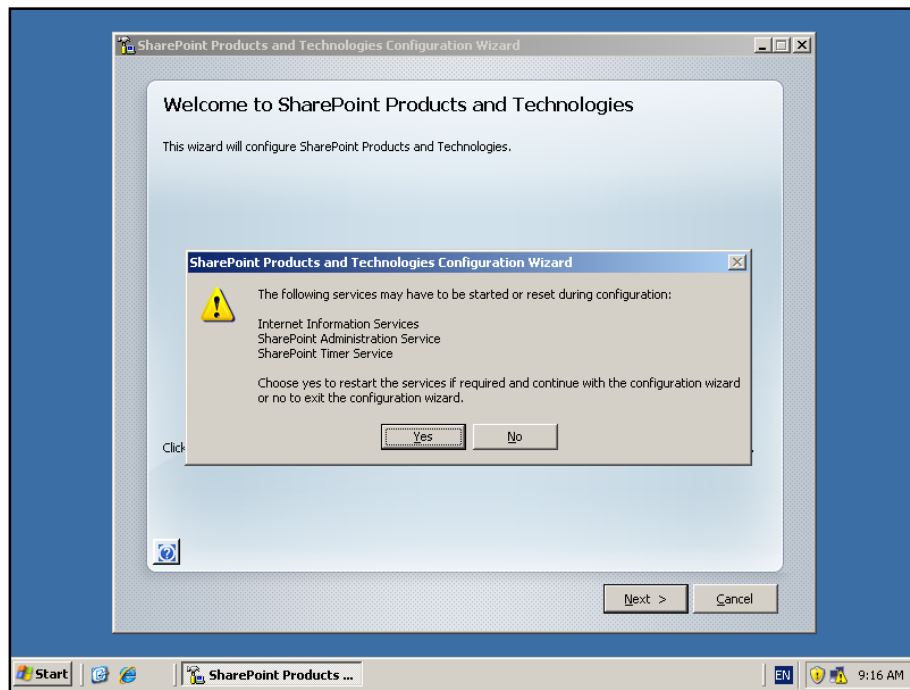 SharePoint Products and Technologies Configuration Wizard
Welcome to SharePoint Products and Technologies
This wizard will configure SharePoint Products and Technologies.
SharePoint Products and Technologies Configuration Wizard
The following services may have to be started or reset during configuration:
Internet Information Services
SharePoint Administration Service
SharePoint Timer Service
Choose yes to restart the services if required and continue with the configuration wizard
or no to exit the configuration wizard.
Yes No
Next > Cancel
Start SharePoint Products ... EN 9:16 AM